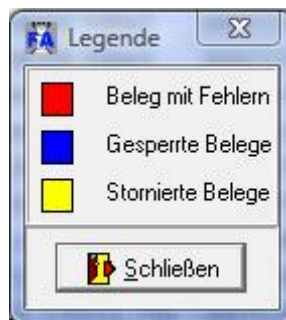 FA Legende
Beleg mit Fehlern
Gesperrte Belege
Stornierte Belege
Schließen